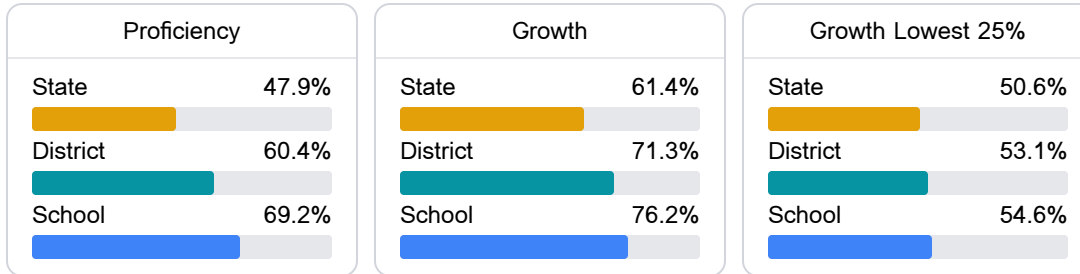 Proficiency
State 47.9%
District 60.4%
School 69.2%
Growth
State 61.4%
District 71.3%
School 76.2%
Growth Lowest 25%
State 50.6%
District 53.1%
School 54.6%